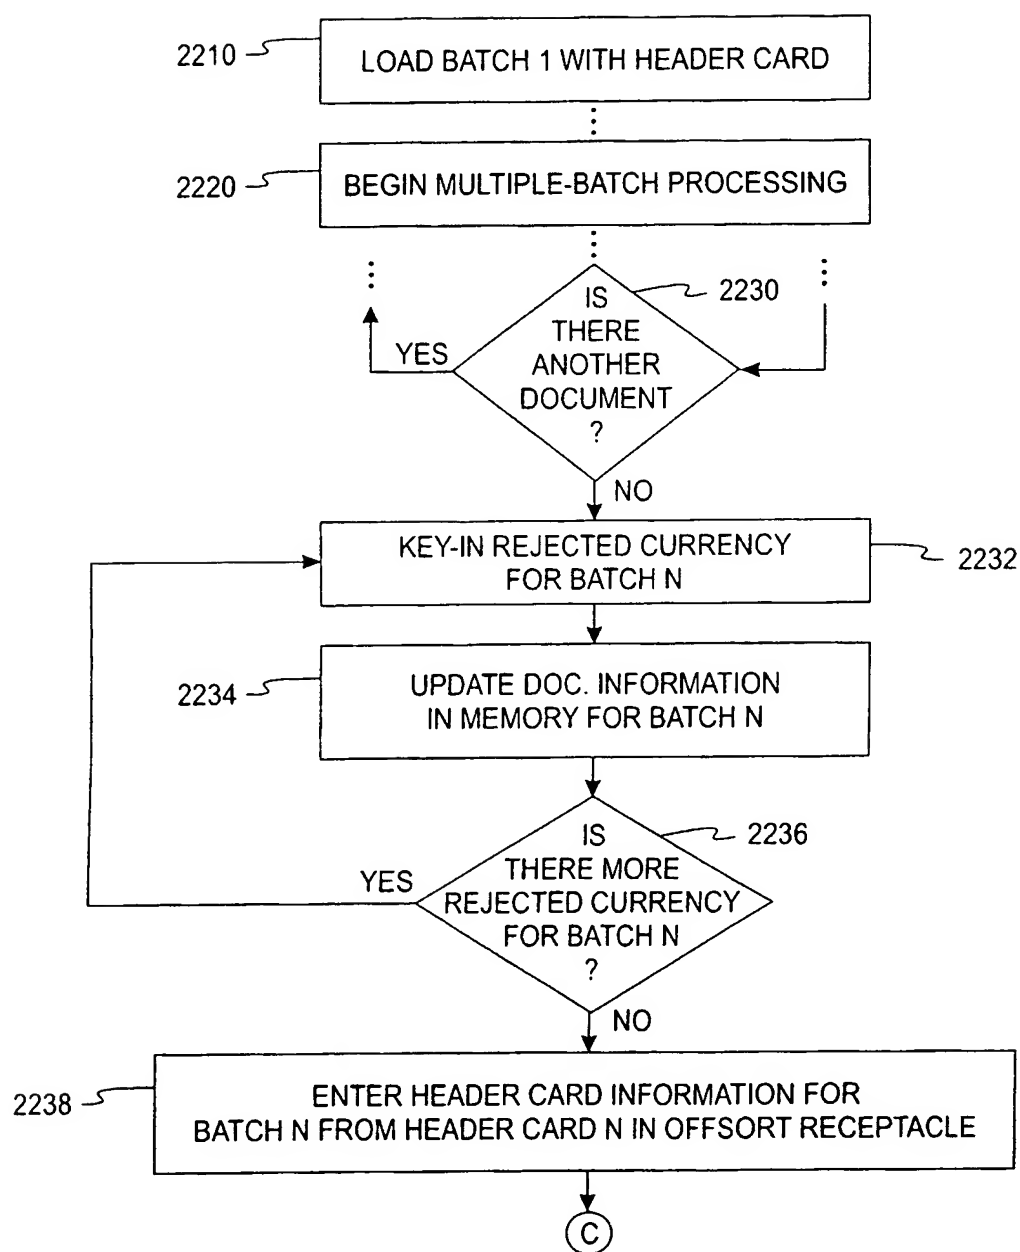 2210
LOAD BATCH 1 WITH HEADER CARD
2220
BEGIN MULTIPLE-BATCH PROCESSING
2230
IS
THERE
ANOTHER
DOCUMENT
?
YES
NO
KEY-IN REJECTED CURRENCY
FOR BATCH N
2232
2234
UPDATE DOC. INFORMATION
IN MEMORY FOR BATCH N
2236
IS
THERE MORE
REJECTED CURRENCY
FOR BATCH N
?
YES
NO
2238
ENTER HEADER CARD INFORMATION FOR
BATCH N FROM HEADER CARD N IN OFFSORT RECEPTACLE
C